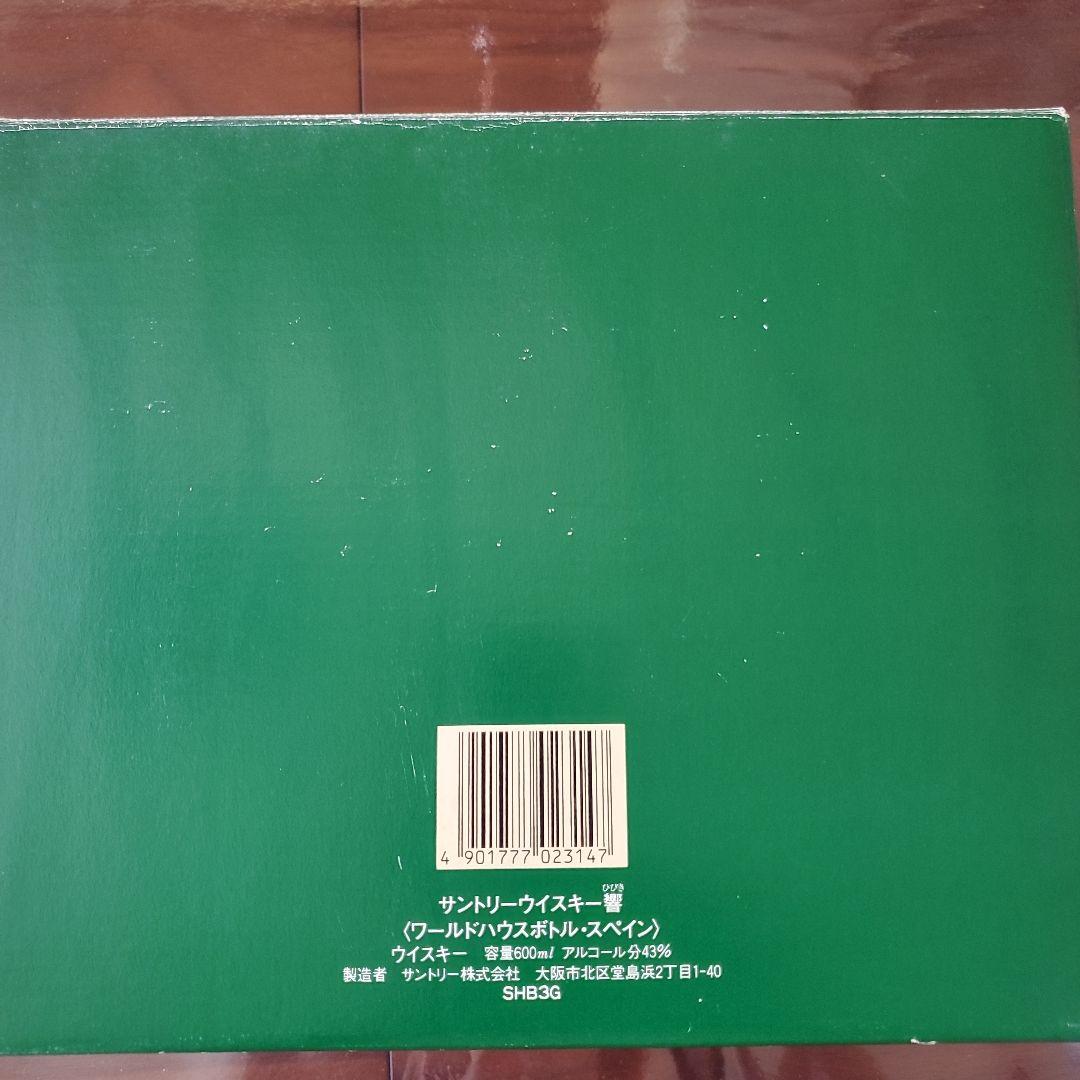 4 901777 023147
ひびき
サントリーウイスキー響
〈ワールドハウスボトル・スペイン〉
ウイスキー 容量600ml アルコール分43%
製造者 サントリー株式会社 大阪市北区堂島浜2丁目1-40
SHB3G